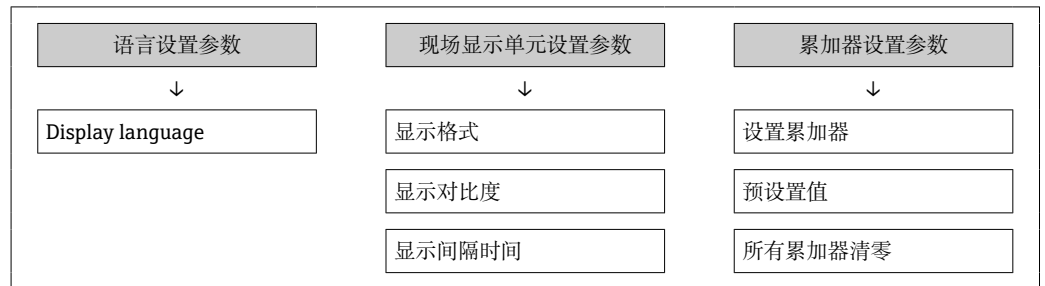 语言设置参数
现场显示单元设置参数
累加器设置参数
↓
↓
↓
Display language
显示格式
设置累加器
显示对比度
预设置值
显示间隔时间
所有累加器清零